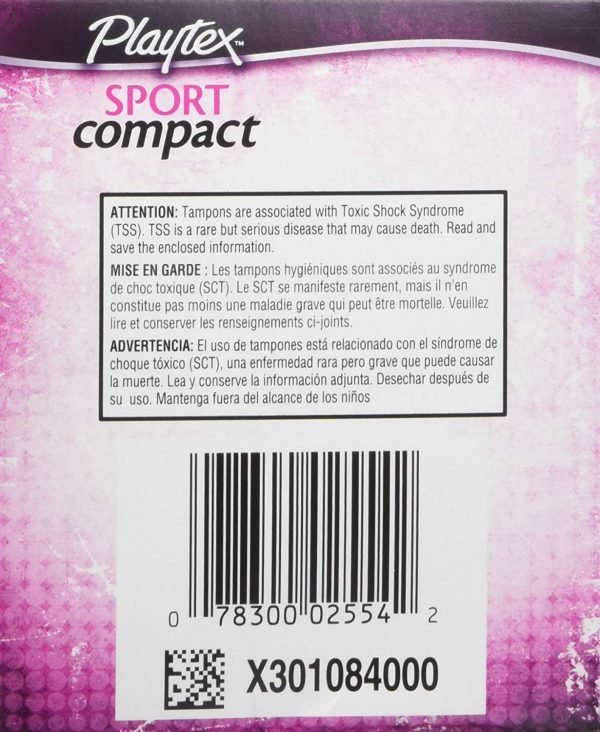 Playtex™
SPORT
compact
ATTENTION: Tampons are associated with Toxic Shock Syndrome
(TSS). TSS is a rare but serious disease that may cause death. Read and
save the enclosed information.
MISE EN GARDE : Les tampons hygiéniques sont associés au syndrome
de choc toxique (SCT). Le SCT se manifeste rarement, mais il n'en
constitue pas moins une maladie grave qui peut être mortelle. Veuillez
lire et conserver les renseignements ci-joints.
ADVERTENCIA: El uso de tampones está relacionado con el síndrome de
choque tóxico (SCT), una enfermedad rara pero grave que puede causar
la muerte. Lea y conserve la información adjunta. Desechar después de
su uso. Mantenga fuera del alcance de los niños
0 78300 02554 2
X301084000